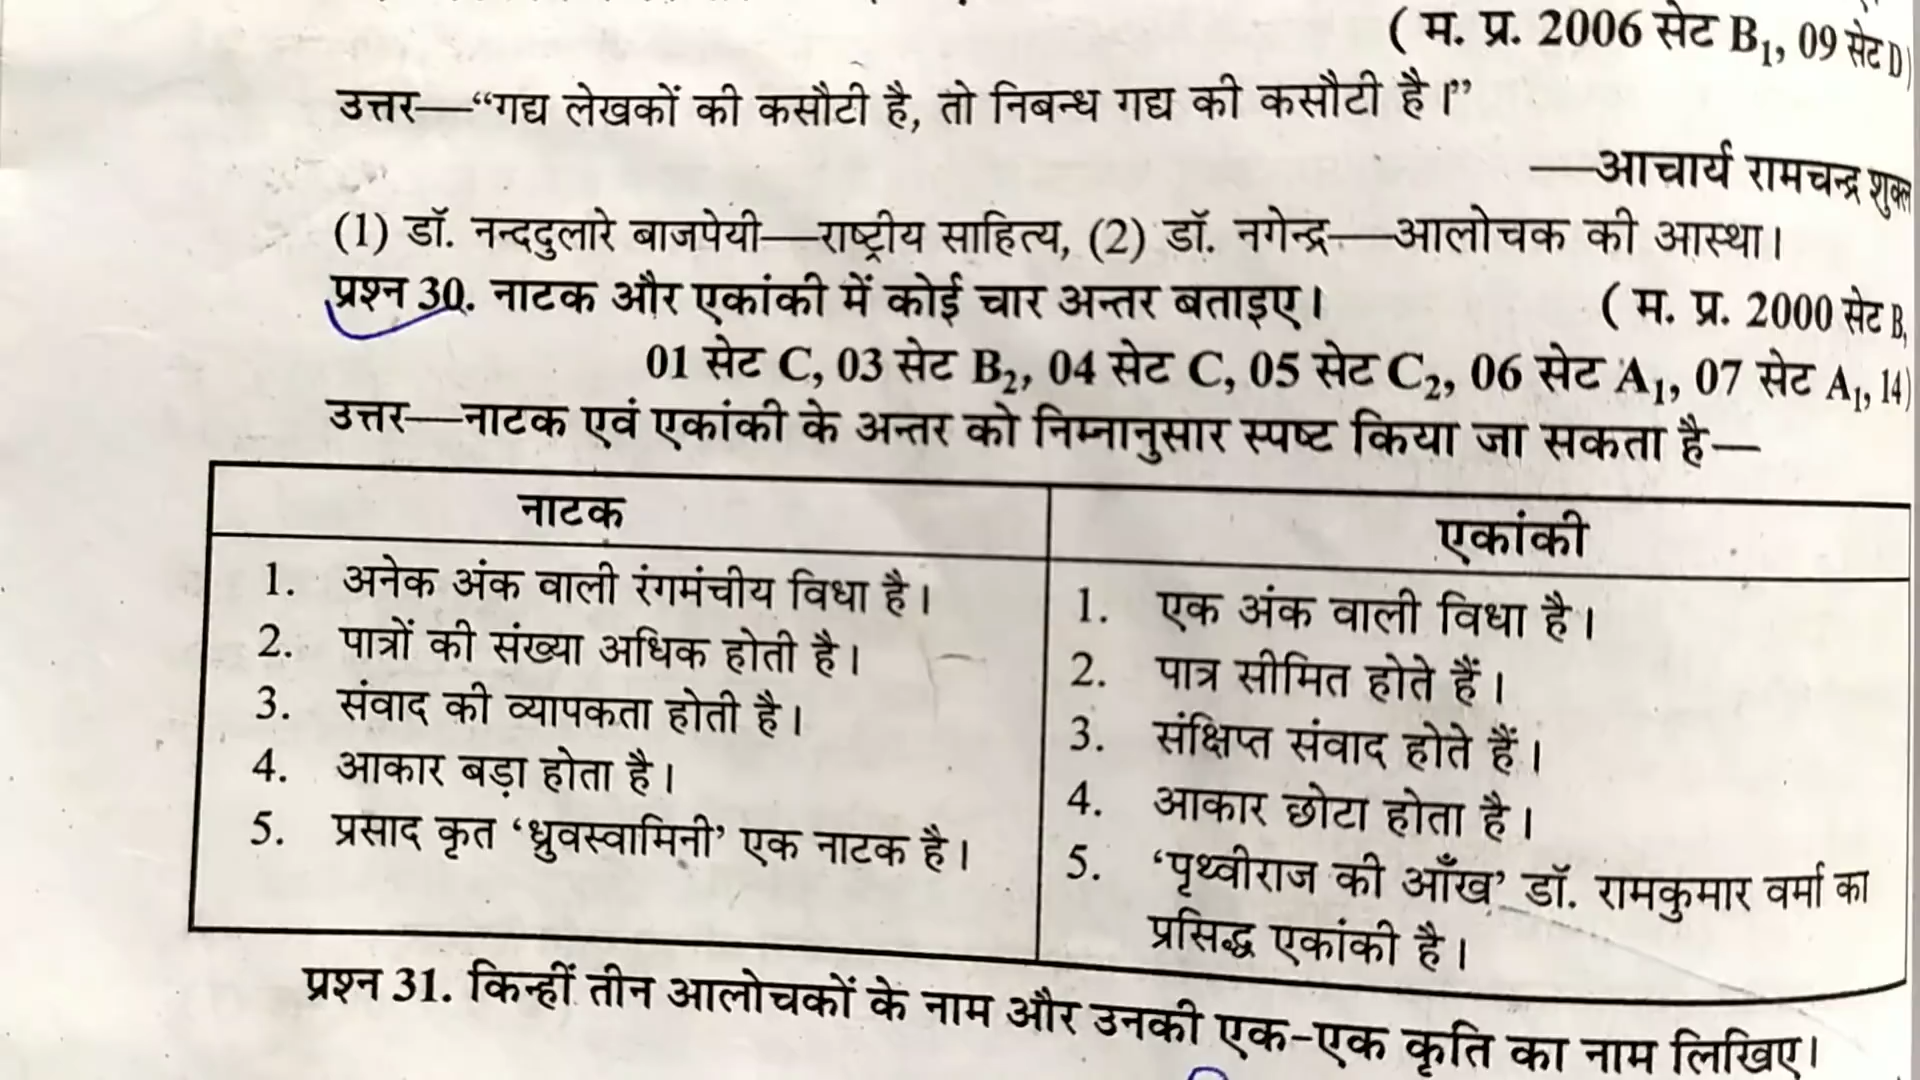 ( म. प्र. 2006 सेट B₁, 09 सेट D)
उत्तर—“गद्य लेखकों की कसौटी है, तो निबन्ध गद्य की कसौटी है।”
—आचार्य रामचन्द्र शुक्ल
(1) डॉ. नन्ददुलारे बाजपेयी—राष्ट्रीय साहित्य, (2) डॉ. नगेन्द्र—आलोचक की आस्था।
प्रश्न 30. नाटक और एकांकी में कोई चार अन्तर बताइए। ( म. प्र. 2000 सेट B,
01 सेट C, 03 सेट B₂, 04 सेट C, 05 सेट C₂, 06 सेट A₁, 07 सेट A₁, 14)
उत्तर—नाटक एवं एकांकी के अन्तर को निम्नानुसार स्पष्ट किया जा सकता है—
नाटक
1. अनेक अंक वाली रंगमंचीय विधा है।
2. पात्रों की संख्या अधिक होती है।
3. संवाद की व्यापकता होती है।
4. आकार बड़ा होता है।
5. प्रसाद कृत ‘ध्रुवस्वामिनी’ एक नाटक है।
एकांकी
1. एक अंक वाली विधा है।
2. पात्र सीमित होते हैं।
3. संक्षिप्त संवाद होते हैं।
4. आकार छोटा होता है।
5. ‘पृथ्वीराज की आँख’ डॉ. रामकुमार वर्मा का
प्रसिद्ध एकांकी है।
प्रश्न 31. किन्हीं तीन आलोचकों के नाम और उनकी एक-एक कृति का नाम लिखिए।